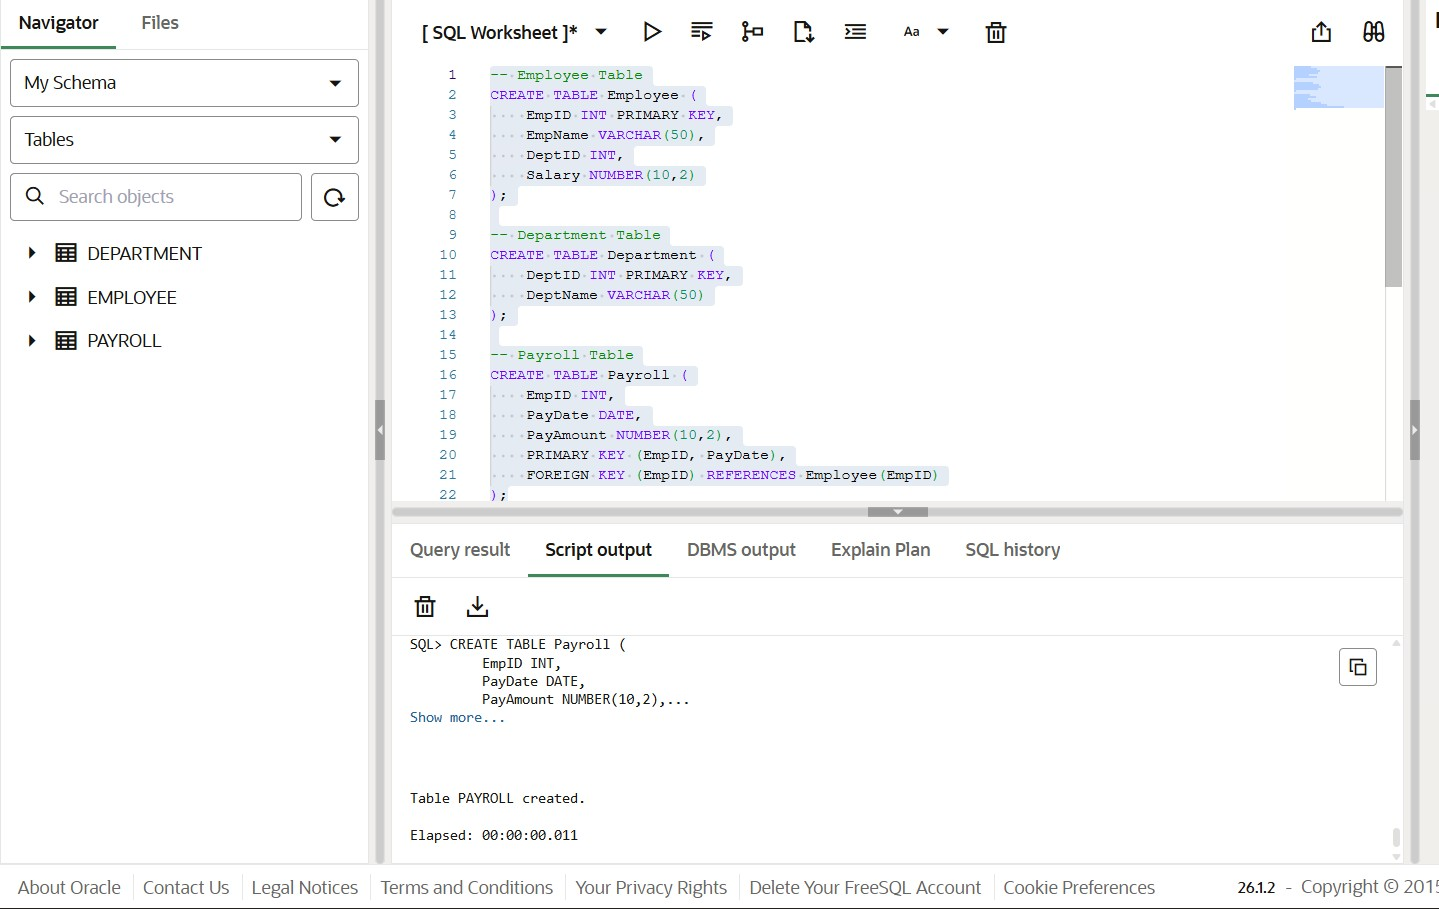 Navigator Files
My Schema
Tables
Search objects
DEPARTMENT
EMPLOYEE
PAYROLL
[ SQL Worksheet ]* Aa
1 -- Employee Table
2 CREATE TABLE Employee (
3 EmpID INT PRIMARY KEY,
4 EmpName VARCHAR(50),
5 DeptID INT,
6 Salary NUMBER(10,2)
7 );
8
9 -- Department Table
10 CREATE TABLE Department (
11 DeptID INT PRIMARY KEY,
12 DeptName VARCHAR(50)
13 );
14
15 -- Payroll Table
16 CREATE TABLE Payroll (
17 EmpID INT,
18 PayDate DATE,
19 PayAmount NUMBER(10,2),
20 PRIMARY KEY (EmpID, PayDate),
21 FOREIGN KEY (EmpID) REFERENCES Employee(EmpID)
22 );
Query result Script output DBMS output Explain Plan SQL history
SQL> CREATE TABLE Payroll (
EmpID INT,
PayDate DATE,
PayAmount NUMBER(10,2),...
Show more...
Table PAYROLL created.
Elapsed: 00:00:00.011
About Oracle Contact Us Legal Notices Terms and Conditions Your Privacy Rights Delete Your FreeSQL Account Cookie Preferences 26.1.2 - Copyright © 2015